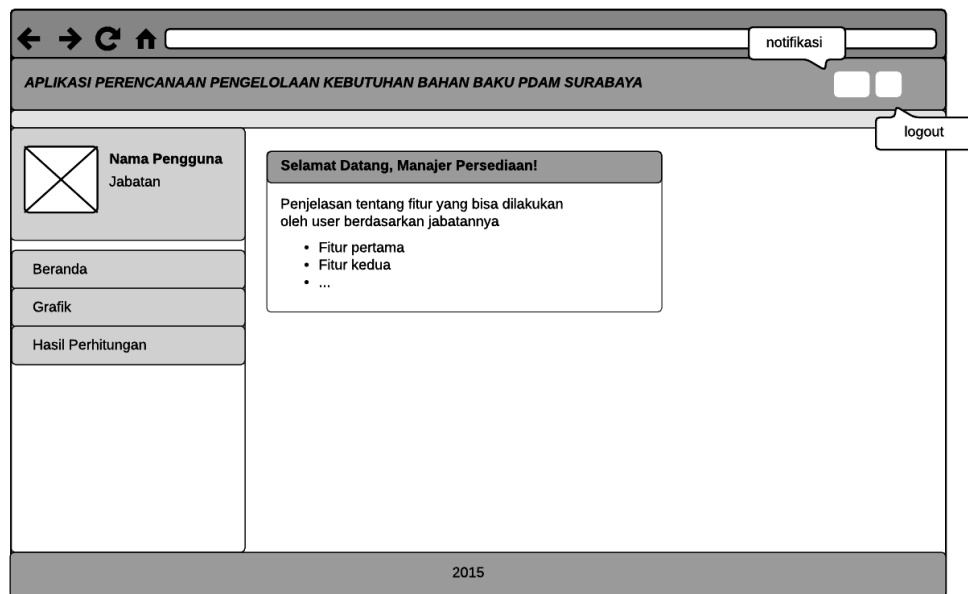 notifikasi
APLIKASI PERENCANAAN PENGELOLAAN KEBUTUHAN BAHAN BAKU PDAM SURABAYA
logout
Nama Pengguna
Jabatan
Beranda
Grafik
Hasil Perhitungan
Selamat Datang, Manajer Persediaan!
Penjelasan tentang fitur yang bisa dilakukan
oleh user berdasarkan jabatannya
• Fitur pertama
• Fitur kedua
• ...
2015